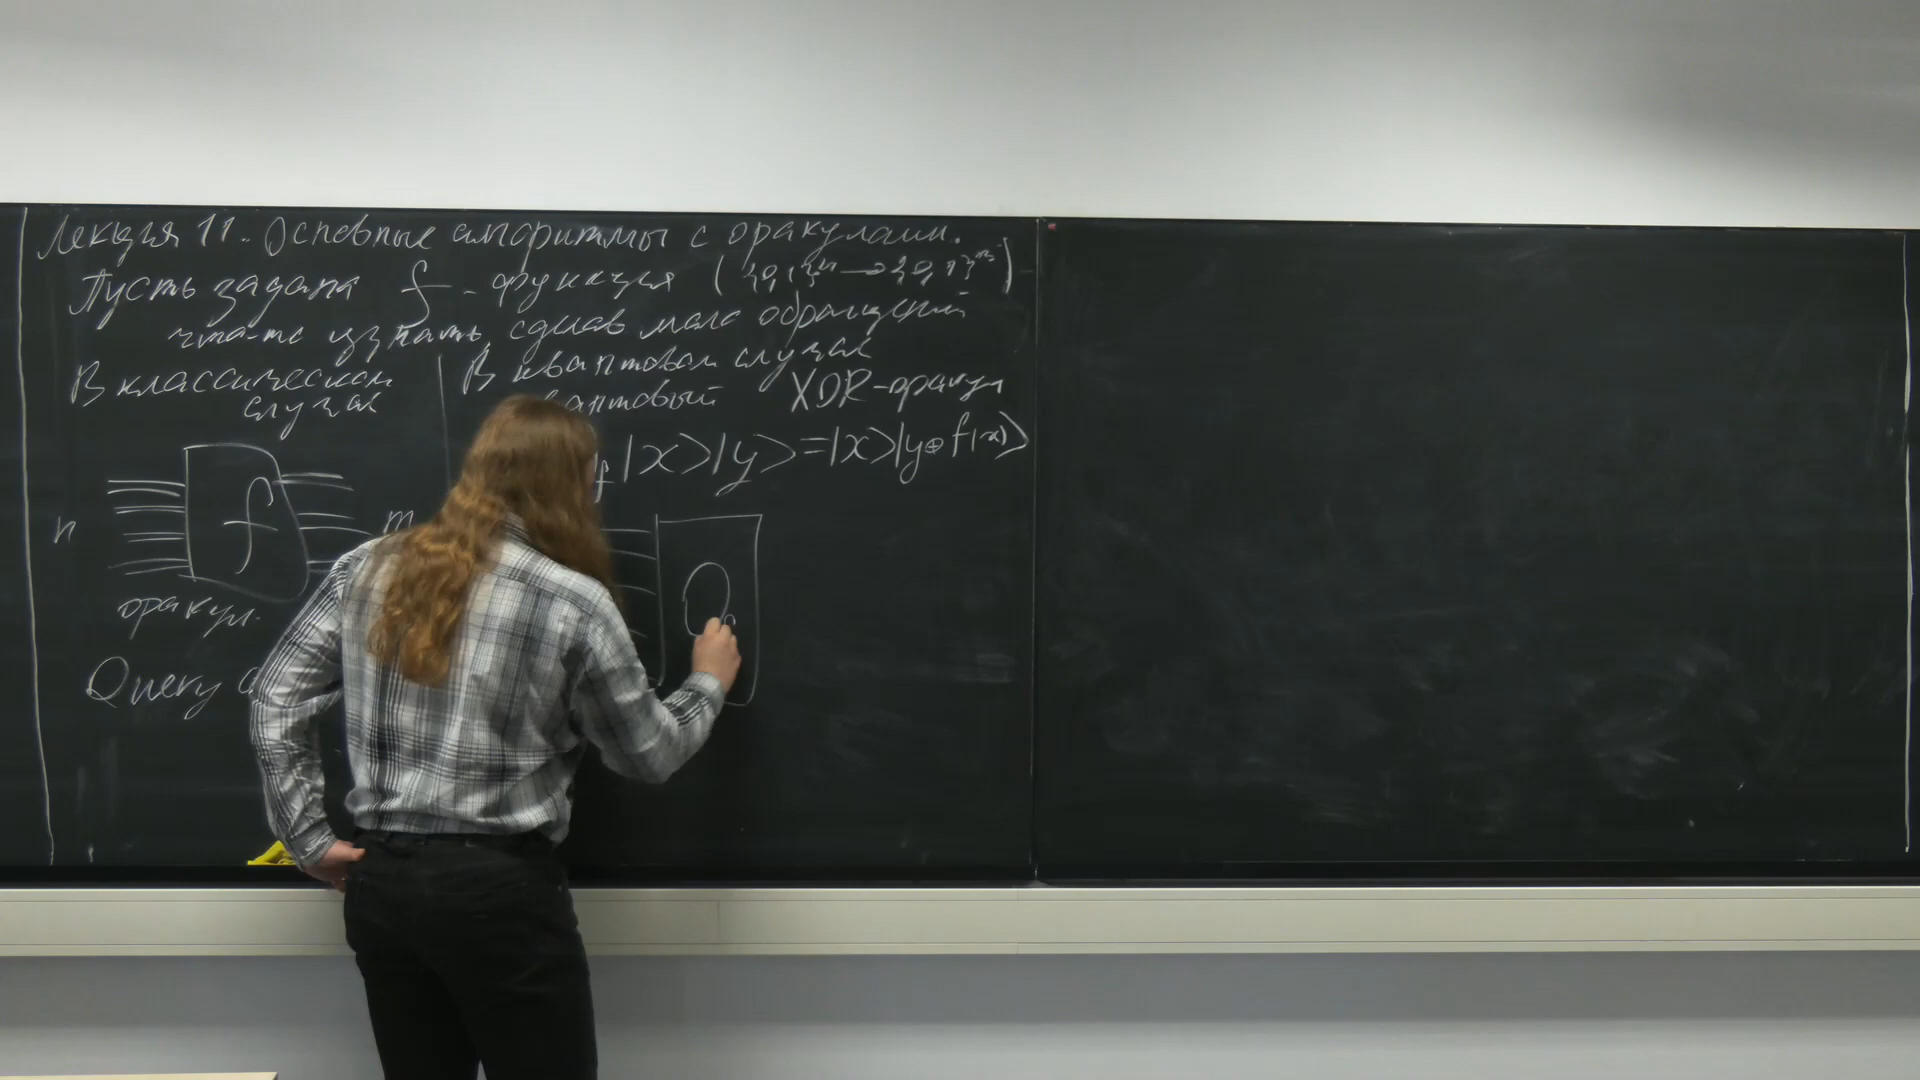 Лекция 11. Основные алгоритмы с оракулами.
Пусть задана f - функция ({0,1}ⁿ → {0,1}ᵐ)
что-то узнать, сделав мало обращений
В классическом
случае
n
f
m
оракул.
Query
В квантовом случае
XOR-оракул
|x>|y> = |x>|y⊕f(x)>
O